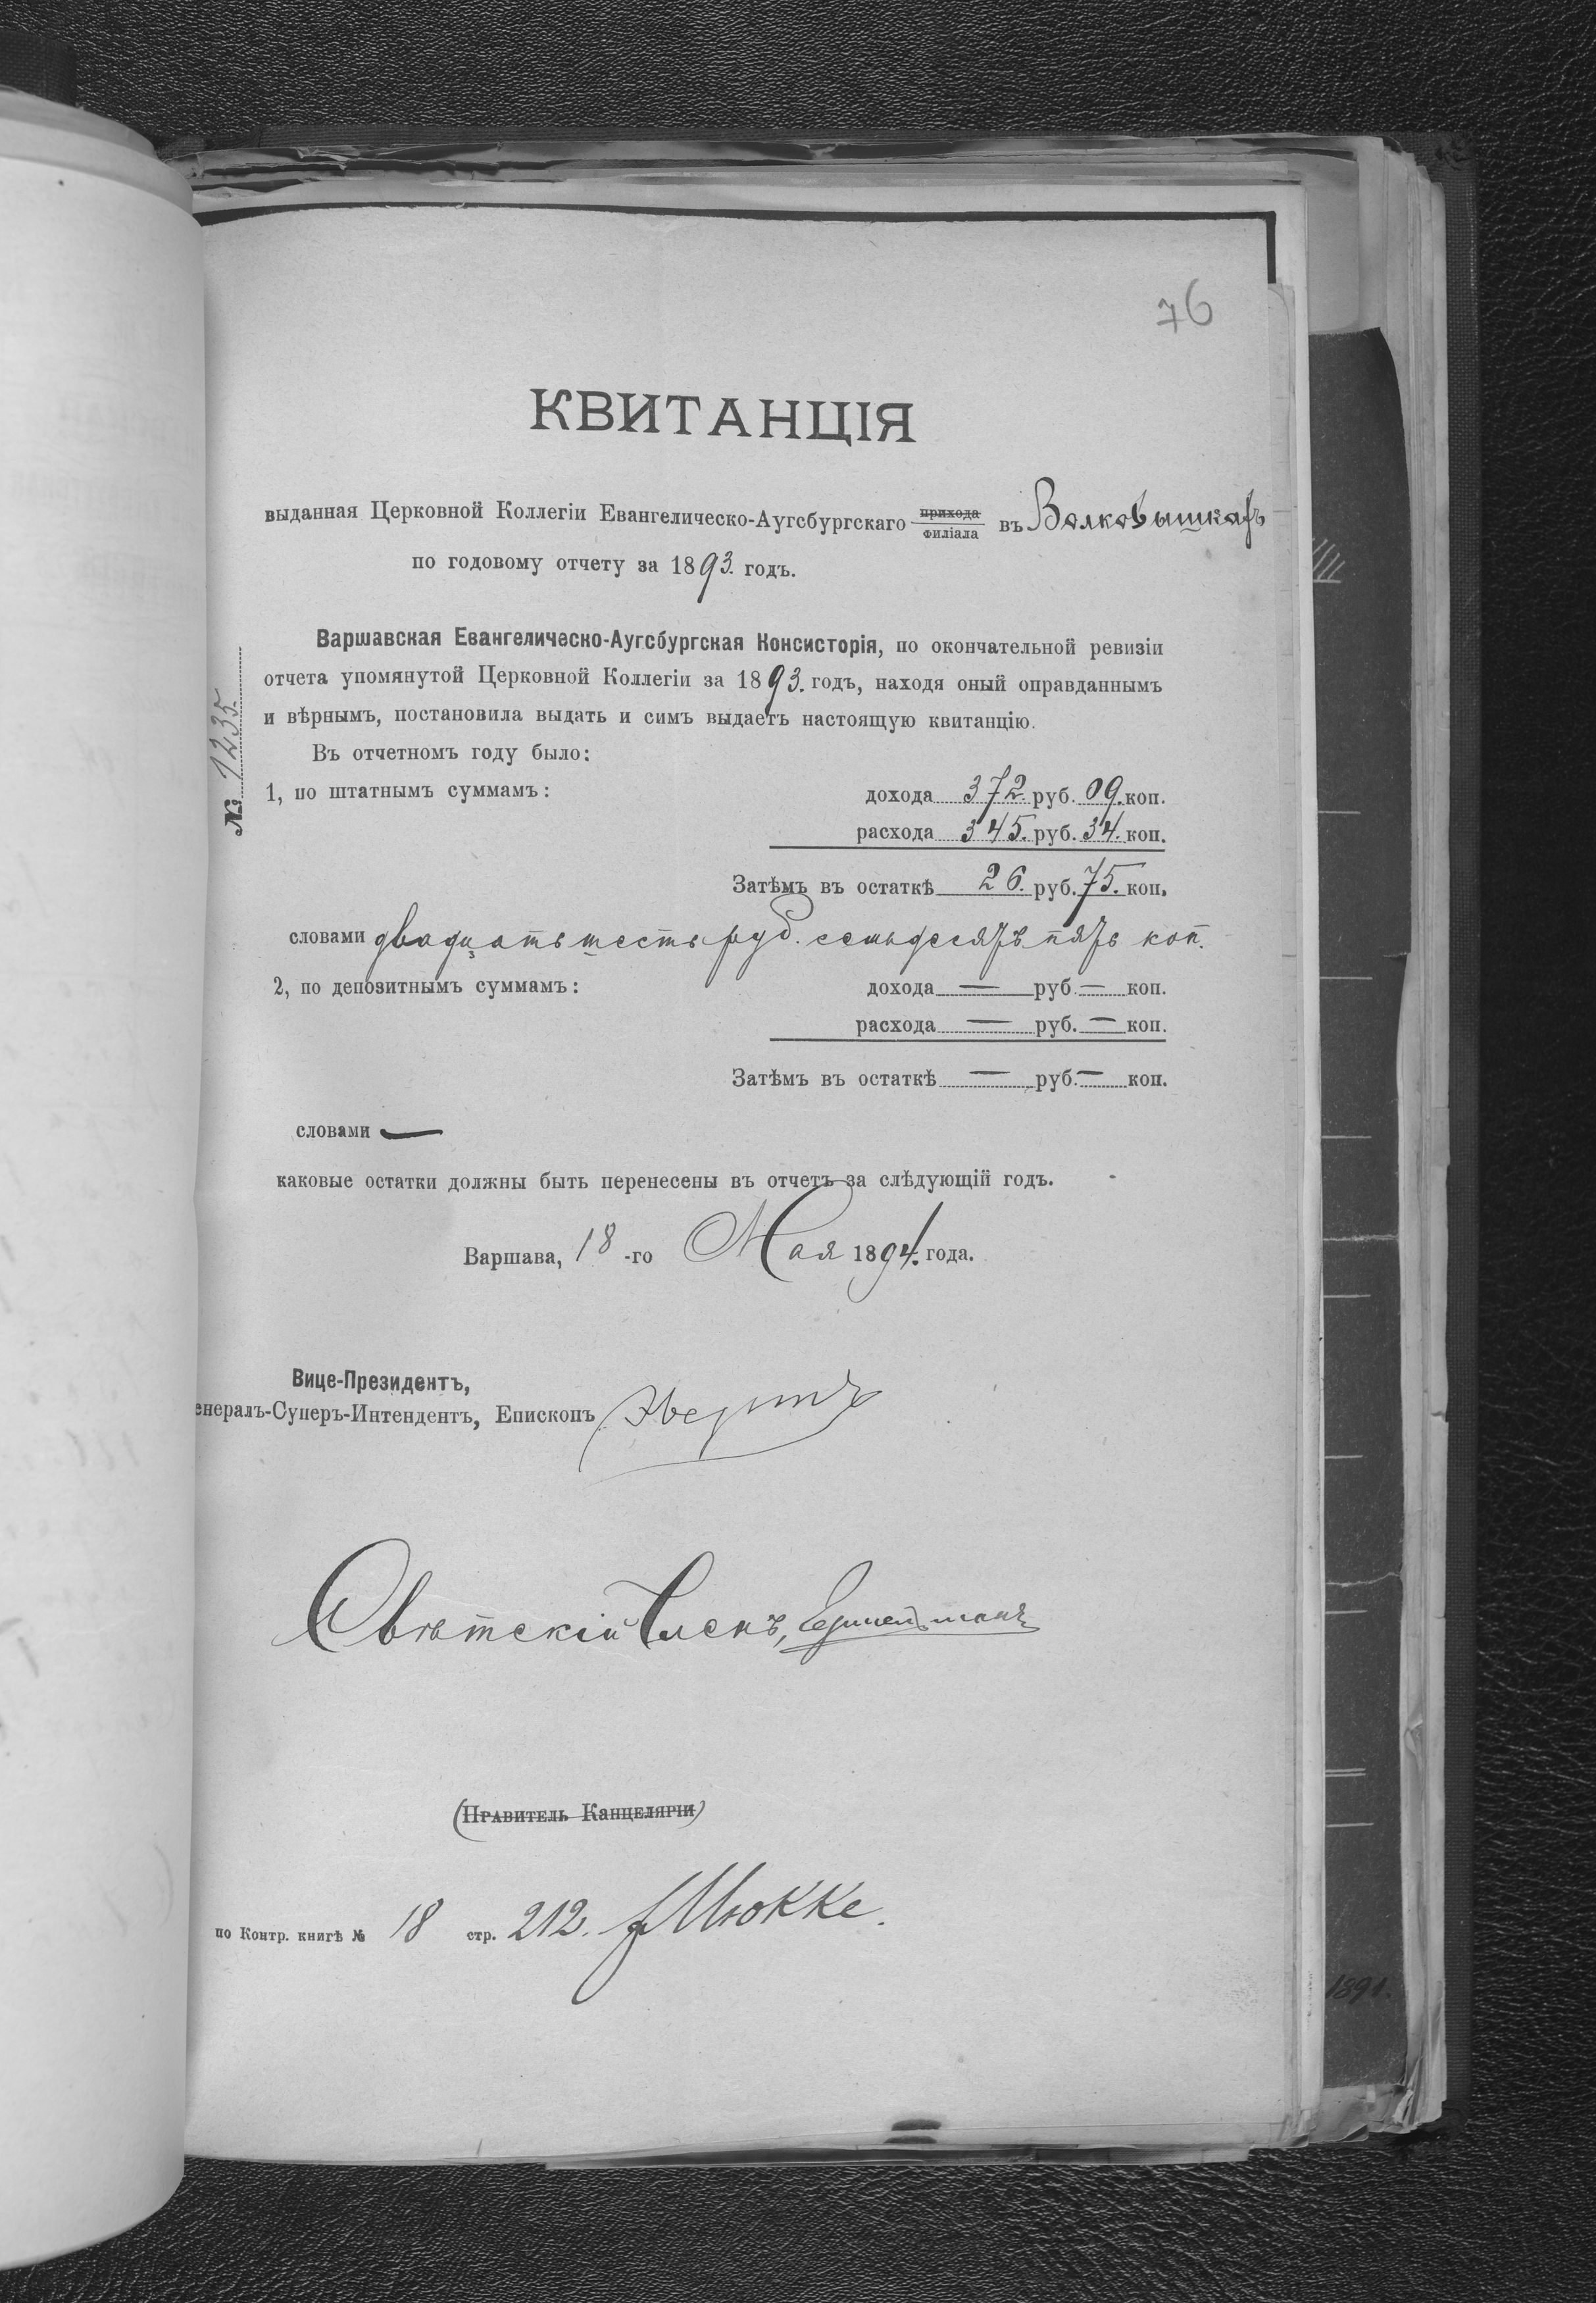 76
КВИТАНЦІЯ
выданная Церковной Коллегіи Евангелическо-Аугсбургскаго прихода филіала въ Волковышкахъ
по годовому отчету за 1893. годъ.
№ 1235.
Варшавская Евангелическо-Аугсбургская Консисторія, по окончательной ревизіи
отчета упомянутой Церковной Коллегіи за 1893. годъ, находя оный оправданнымъ
и вѣрнымъ, постановила выдать и симъ выдаетъ настоящую квитанцію.
Въ отчетномъ году было:
1, по штатнымъ суммамъ: дохода 372. руб. 09. коп.
расхода 345. руб. 34. коп.
Затѣмъ въ остаткѣ 26. руб. 75. коп.
словами двадцать шесть руб. семьдесятъ пять коп.
2, по депозитнымъ суммамъ: дохода — руб. — коп.
расхода — руб. — коп.
Затѣмъ въ остаткѣ — руб. — коп.
словами —
каковые остатки должны быть перенесены въ отчетъ за слѣдующій годъ.
Варшава, 18-го Мая 1894. года.
Вице-Президентъ,
енералъ-Суперъ-Интендентъ, Епископъ Эвертъ
Свѣтскій Членъ,
(Правитель Канцелярiи)
по Контр. книгѣ № 18 стр. 212. Мюкке.
1891.